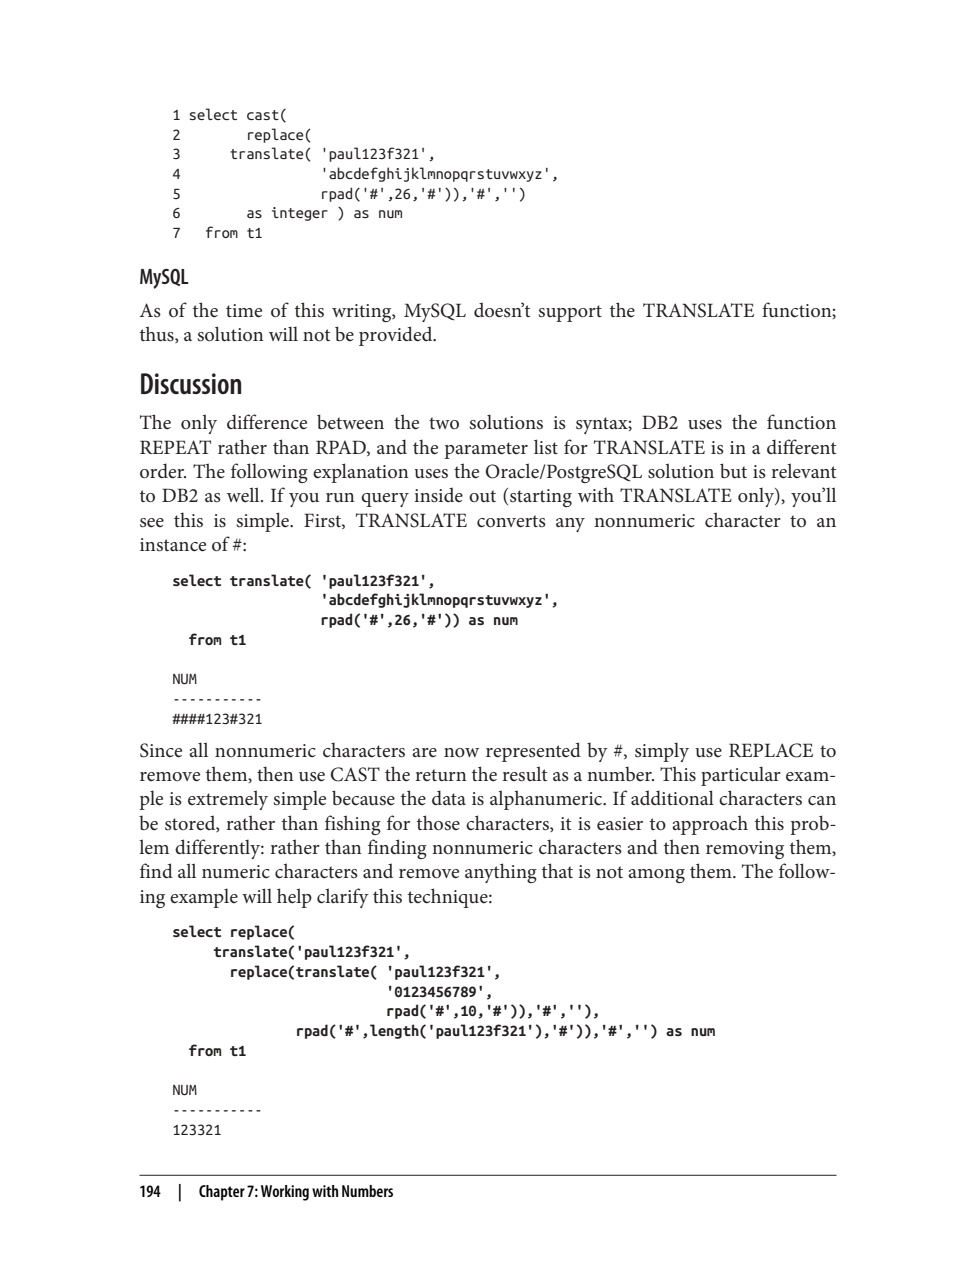 1 select cast(
2        replace(
3      translate( 'paul123f321',
4                 'abcdefghijklmnopqrstuvwxyz',
5                 rpad('#',26,'#')),'#','')
6        as integer ) as num
7   from t1
MySQL
As of the time of this writing, MySQL doesn’t support the TRANSLATE function;
thus, a solution will not be provided.
Discussion
The only difference between the two solutions is syntax; DB2 uses the function
REPEAT rather than RPAD, and the parameter list for TRANSLATE is in a different
order. The following explanation uses the Oracle/PostgreSQL solution but is relevant
to DB2 as well. If you run query inside out (starting with TRANSLATE only), you’ll
see this is simple. First, TRANSLATE converts any nonnumeric character to an
instance of #:
select translate( 'paul123f321',
                  'abcdefghijklmnopqrstuvwxyz',
                  rpad('#',26,'#')) as num
  from t1
NUM
-----------
####123#321
Since all nonnumeric characters are now represented by #, simply use REPLACE to
remove them, then use CAST the return the result as a number. This particular exam-
ple is extremely simple because the data is alphanumeric. If additional characters can
be stored, rather than fishing for those characters, it is easier to approach this prob-
lem differently: rather than finding nonnumeric characters and then removing them,
find all numeric characters and remove anything that is not among them. The follow-
ing example will help clarify this technique:
select replace(
     translate('paul123f321',
       replace(translate( 'paul123f321',
                          '0123456789',
                          rpad('#',10,'#')),'#',''),
               rpad('#',length('paul123f321'),'#')),'#','') as num
  from t1
NUM
-----------
123321
194 | Chapter 7: Working with Numbers